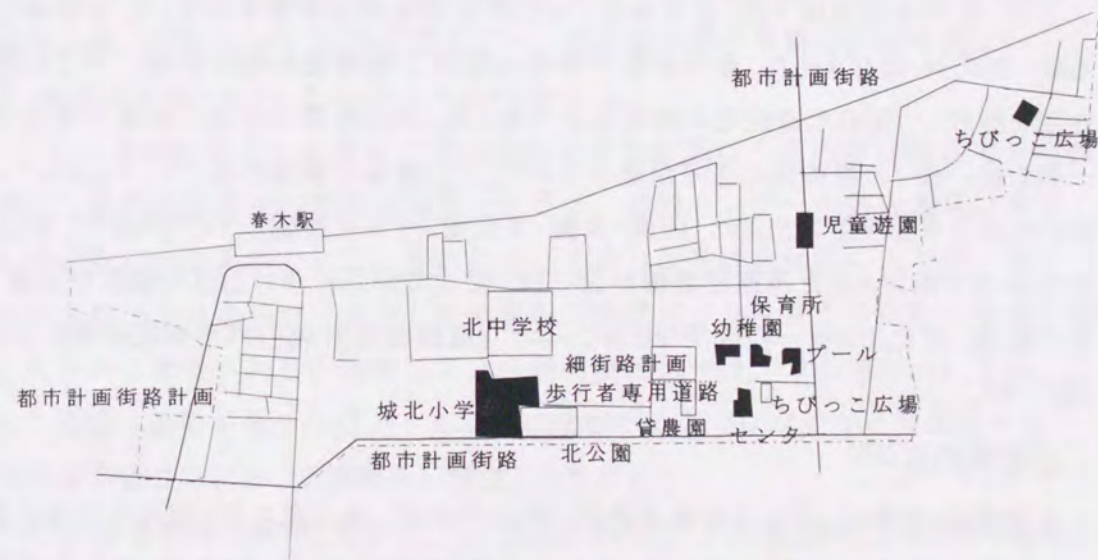 都市計画街路
ちびっこ広場
春木駅
児童遊園
保育所
北中学校
幼稚園
プール
細街路計画
都市計画街路計画
歩行者専用道路
城北小学
ちびっこ広場
貸農園
センタ
都市計画街路
北公園